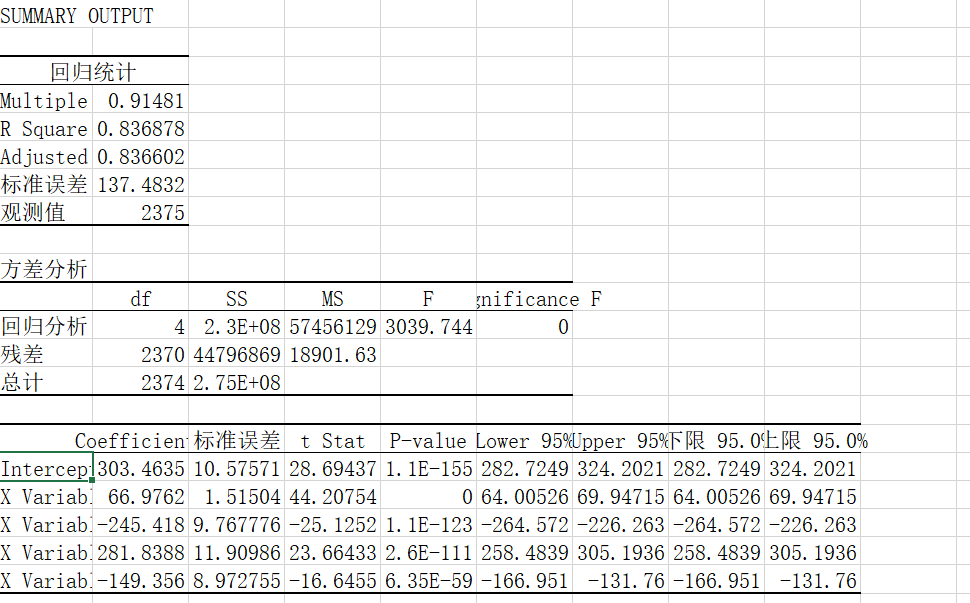 SUMMARY OUTPUT
回归统计
Multiple 0.91481
R Square 0.836878
Adjusted 0.836602
标准误差 137.4832
观测值 2375
方差分析
df SS MS F gnificance F
回归分析 4 2.3E+08 57456129 3039.744 0
残差 2370 44796869 18901.63
总计 2374 2.75E+08
Coefficien 标准误差 t Stat P-value Lower 95% Upper 95% 下限 95.0% 上限 95.0%
Intercep 303.4635 10.57571 28.69437 1.1E-155 282.7249 324.2021 282.7249 324.2021
X Variabl 66.9762 1.51504 44.20754 0 64.00526 69.94715 64.00526 69.94715
X Variabl -245.418 9.767776 -25.1252 1.1E-123 -264.572 -226.263 -264.572 -226.263
X Variabl 281.8388 11.90986 23.66433 2.6E-111 258.4839 305.1936 258.4839 305.1936
X Variabl -149.356 8.972755 -16.6455 6.35E-59 -166.951 -131.76 -166.951 -131.76